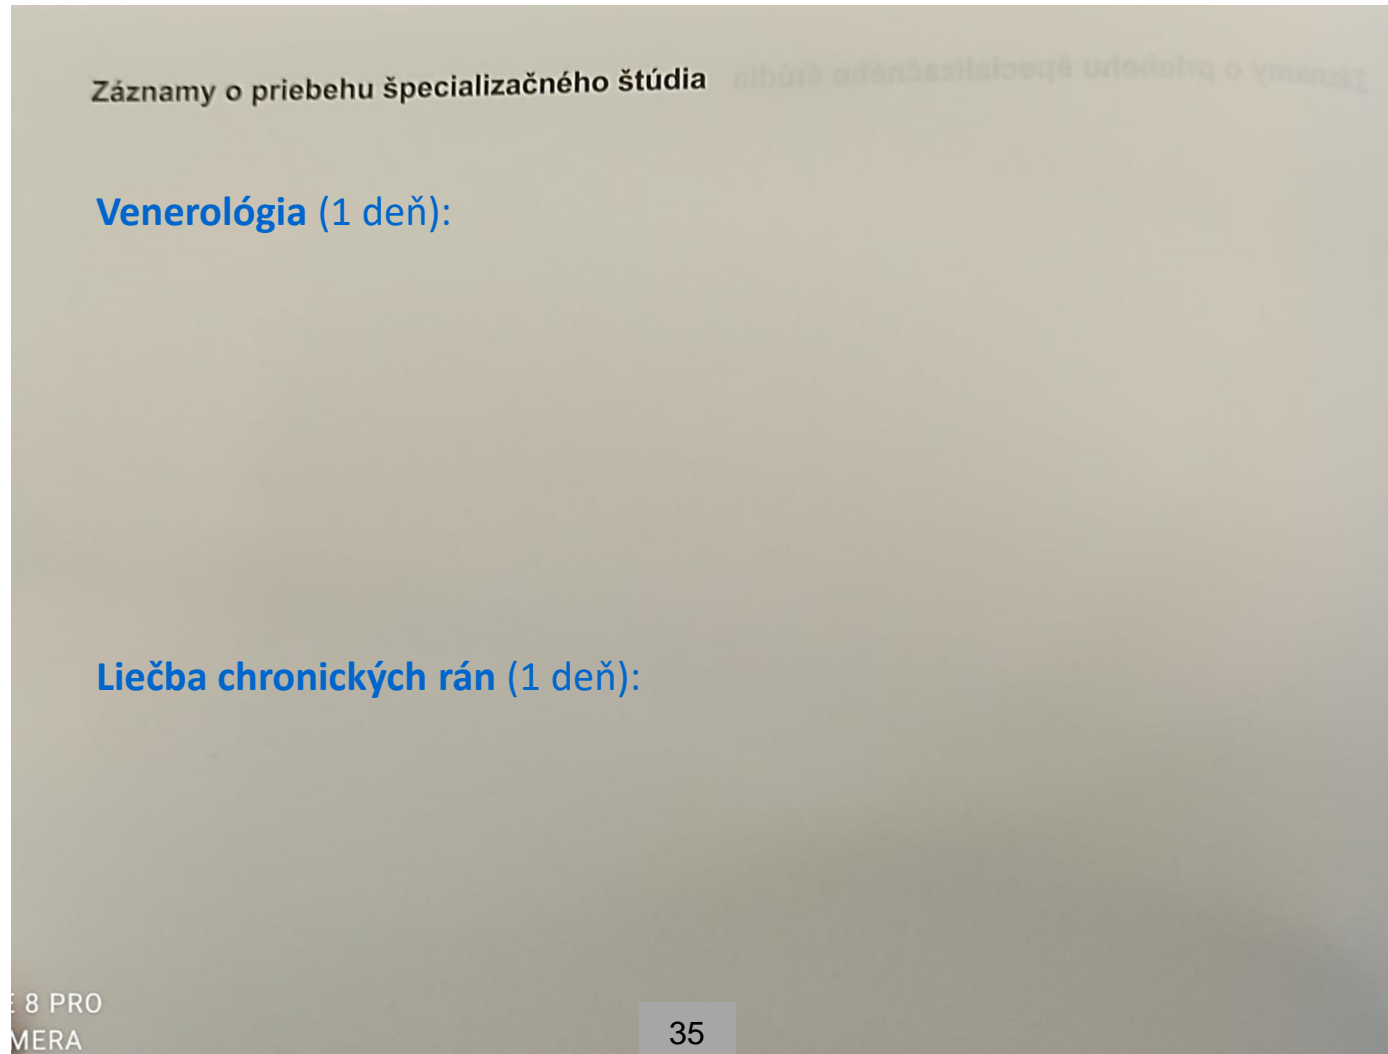 Záznamy o priebehu špecializačného štúdia
Venerológia (1 deň):
Liečba chronických rán (1 deň):
8 PRO
MERA
35